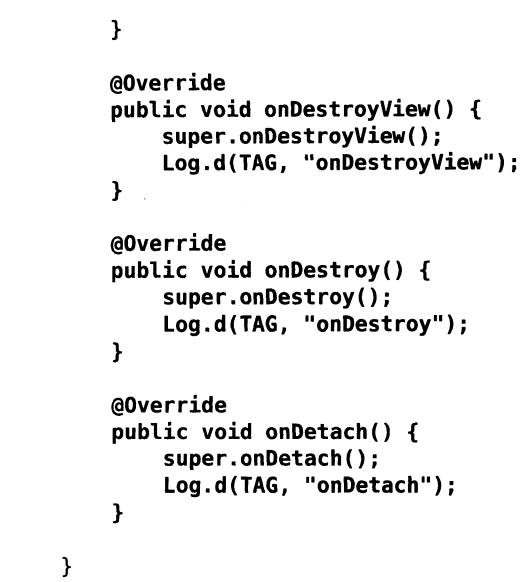 }

@Override
public void onDestroyView() {
    super.onDestroyView();
    Log.d(TAG, "onDestroyView");
}

@Override
public void onDestroy() {
    super.onDestroy();
    Log.d(TAG, "onDestroy");
}

@Override
public void onDetach() {
    super.onDetach();
    Log.d(TAG, "onDetach");
}

}